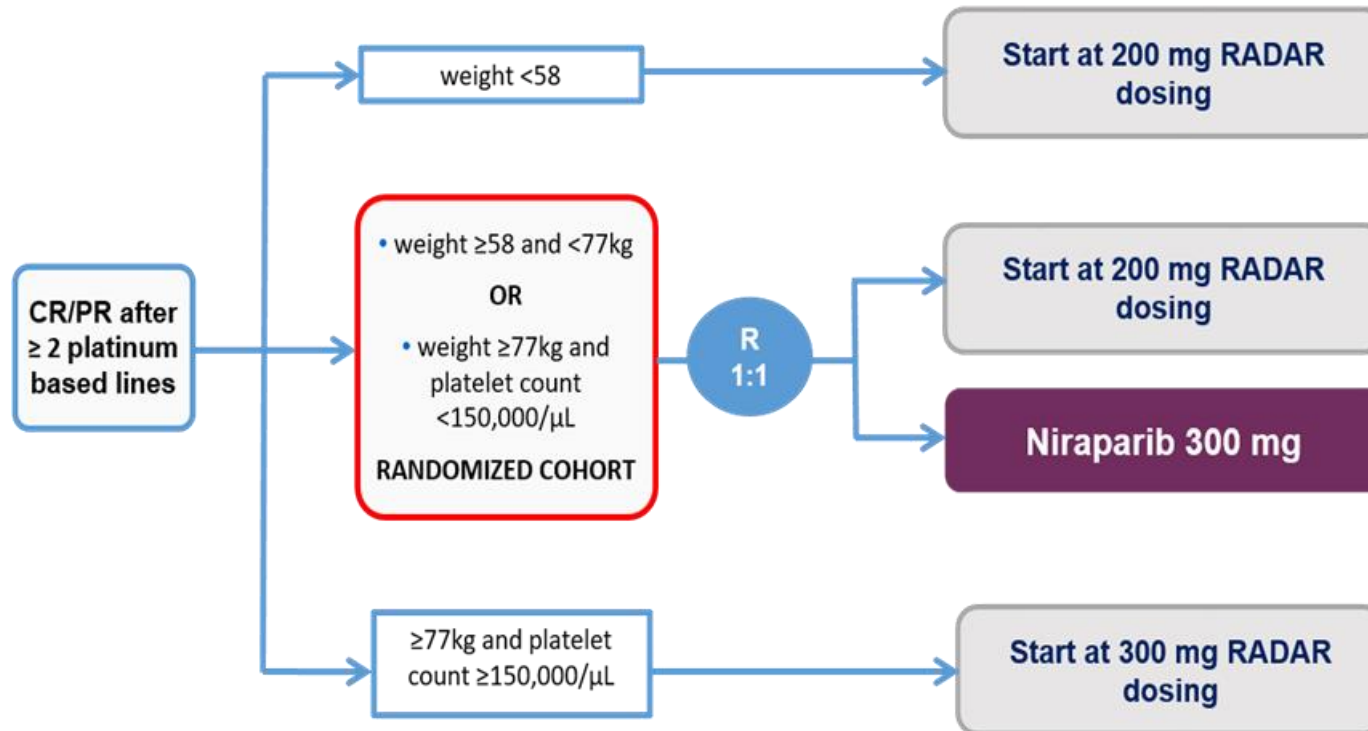 weight <58
Start at 200 mg RADAR
dosing
CR/PR after
≥ 2 platinum
based lines
• weight ≥58 and <77kg
OR
• weight ≥77kg and
platelet count
<150,000/µL
RANDOMIZED COHORT
R
1:1
Start at 200 mg RADAR
dosing
Niraparib 300 mg
≥77kg and platelet
count ≥150,000/µL
Start at 300 mg RADAR
dosing